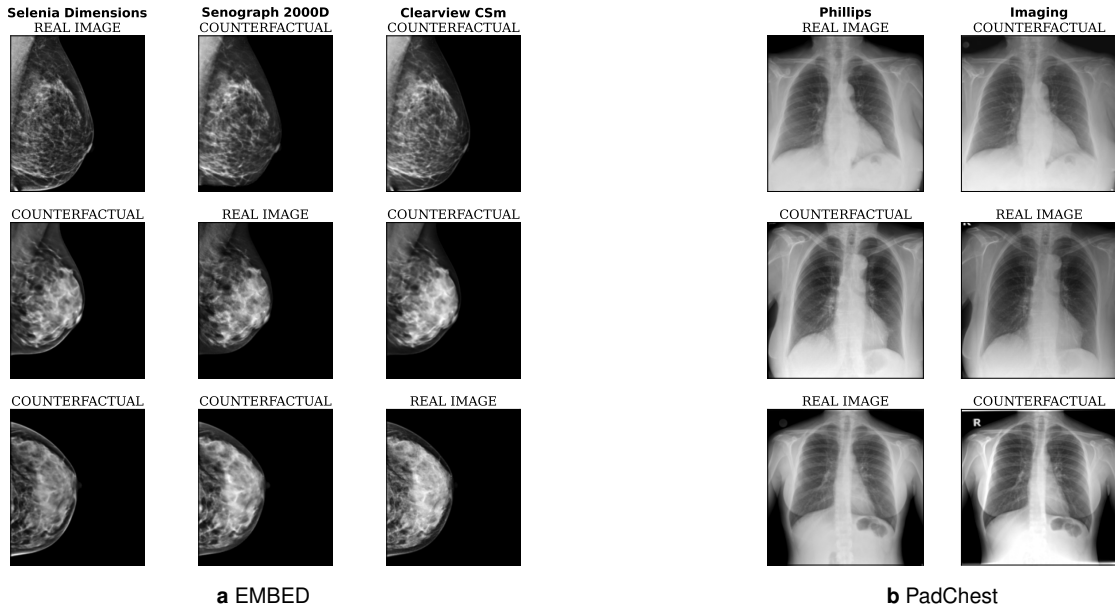 Selenia Dimensions Senograph 2000D Clearview CSm
REAL IMAGE COUNTERFACTUAL COUNTERFACTUAL
COUNTERFACTUAL REAL IMAGE COUNTERFACTUAL
COUNTERFACTUAL COUNTERFACTUAL REAL IMAGE
a EMBED
Phillips Imaging
REAL IMAGE COUNTERFACTUAL
COUNTERFACTUAL REAL IMAGE
REAL IMAGE COUNTERFACTUAL
R
b PadChest